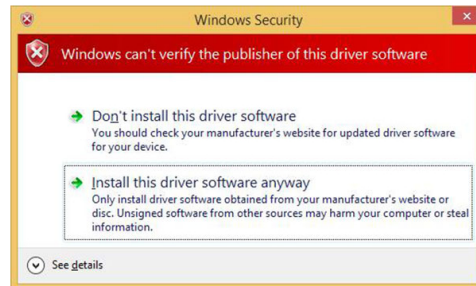 Windows Security
Windows can't verify the publisher of this driver software
Don't install this driver software
You should check your manufacturer's website for updated driver software
for your device.
Install this driver software anyway
Only install driver software obtained from your manufacturer's website or
disc. Unsigned software from other sources may harm your computer or steal
information.
See details